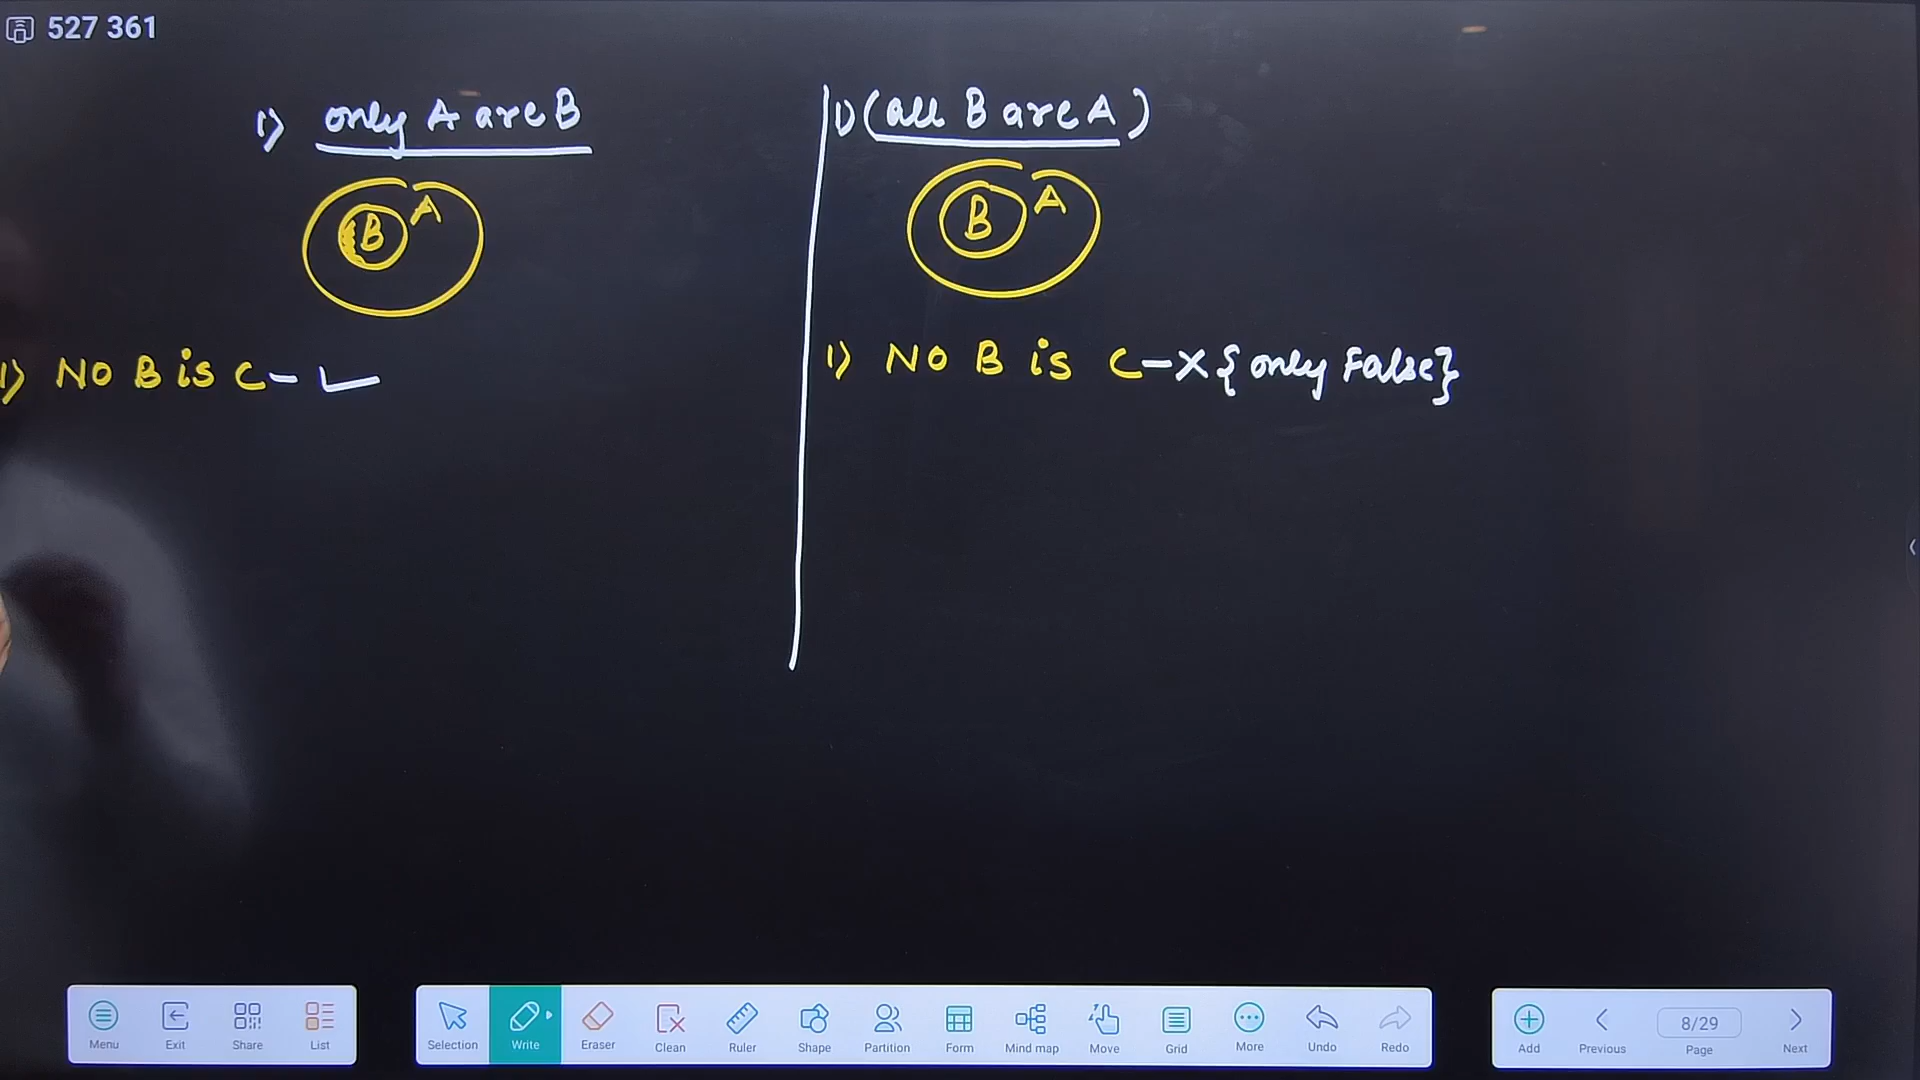 527 361
1) only A are B
1) (all B are A)
B A
B A
1) NO B is C-
1) NO B is C-X {only False}
Menu Exit Share List
Selection Write Eraser Clean Ruler Shape Partition Form Mind map Move Grid More Undo Redo
8/29
Add Previous Page Next